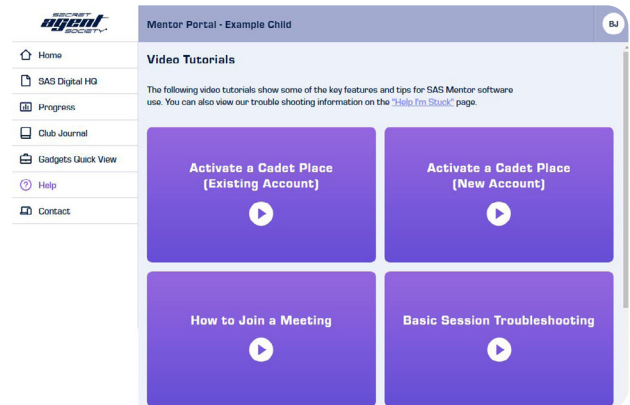 SECRET
agent
SOCIETY
Mentor Portal - Example Child
BJ
Home
SAS Digital HQ
Progress
Club Journal
Gadgets Quick View
Help
Contact
Video Tutorials
The following video tutorials show some of the key features and tips for SAS Mentor software
use. You can also view our trouble shooting information on the "Help I'm Stuck" page.
Activate a Cadet Place
(Existing Account)
Activate a Cadet Place
(New Account)
How to Join a Meeting
Basic Session Troubleshooting